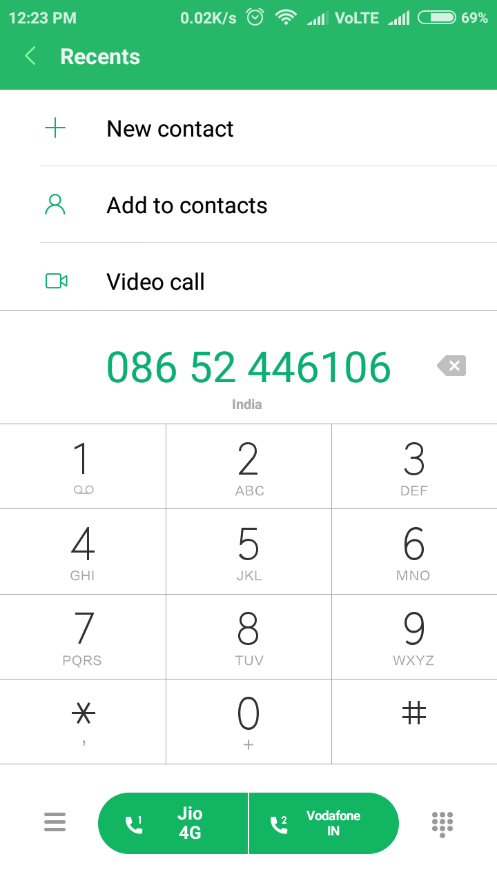 12:23 PM 0.02K/s VoLTE 69%
Recents
New contact
Add to contacts
Video call
086 52 446106
India
1 2 3
ABC DEF
4 5 6
GHI JKL MNO
7 8 9
PQRS TUV WXYZ
* 0 #
, +
1 Jio 2 Vodafone
4G IN